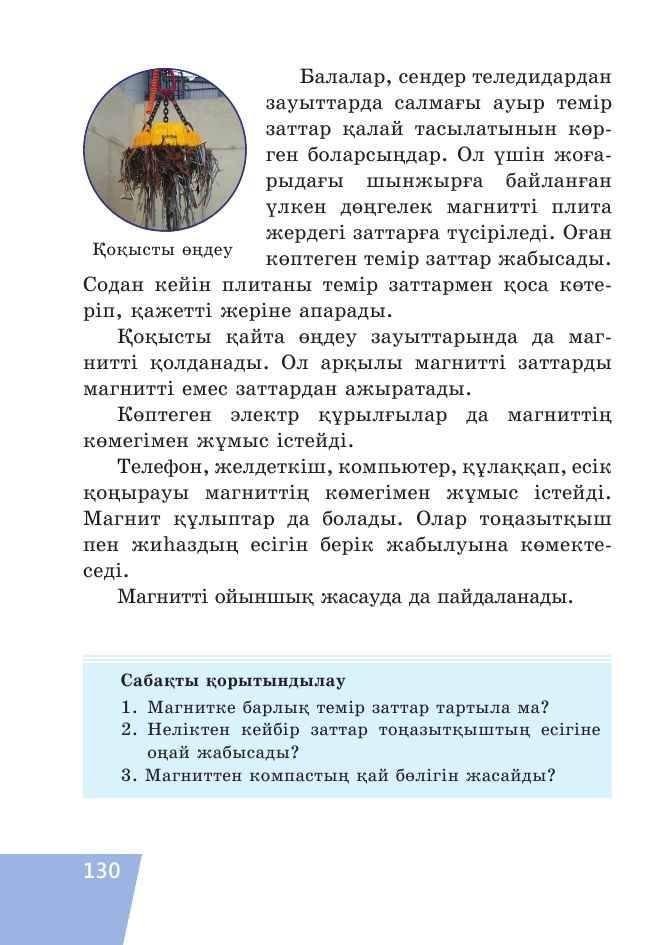 Балалар, сендер теледидардан
зауыттарда салмағы ауыр темір
заттар қалай тасылатынын көр-
ген боларсыңдар. Ол үшін жоға-
рыдағы шынжырға байланған
үлкен дөңгелек магнитті плита
жердегі заттарға түсіріледі. Оған
көптеген темір заттар жабысады.
Қоқысты өңдеу
Содан кейін плитаны темір заттармен қоса көте-
ріп, қажетті жеріне апарады.
Қоқысты қайта өңдеу зауыттарында да маг-
нитті қолданады. Ол арқылы магнитті заттарды
магнитті емес заттардан ажыратады.
Көптеген электр құрылғылар да магниттің
көмегімен жұмыс істейді.
Телефон, желдеткіш, компьютер, құлаққап, есік
қоңырауы магниттің көмегімен жұмыс істейді.
Магнит құлыптар да болады. Олар тоңазытқыш
пен жиһаздың есігін берік жабылуына көмекте-
седі.
Магнитті ойыншық жасауда да пайдаланады.
Сабақты қорытындылау
1. Магнитке барлық темір заттар тартыла ма?
2. Неліктен кейбір заттар тоңазытқыштың есігіне
оңай жабысады?
3. Магниттен компастың қай бөлігін жасайды?
130